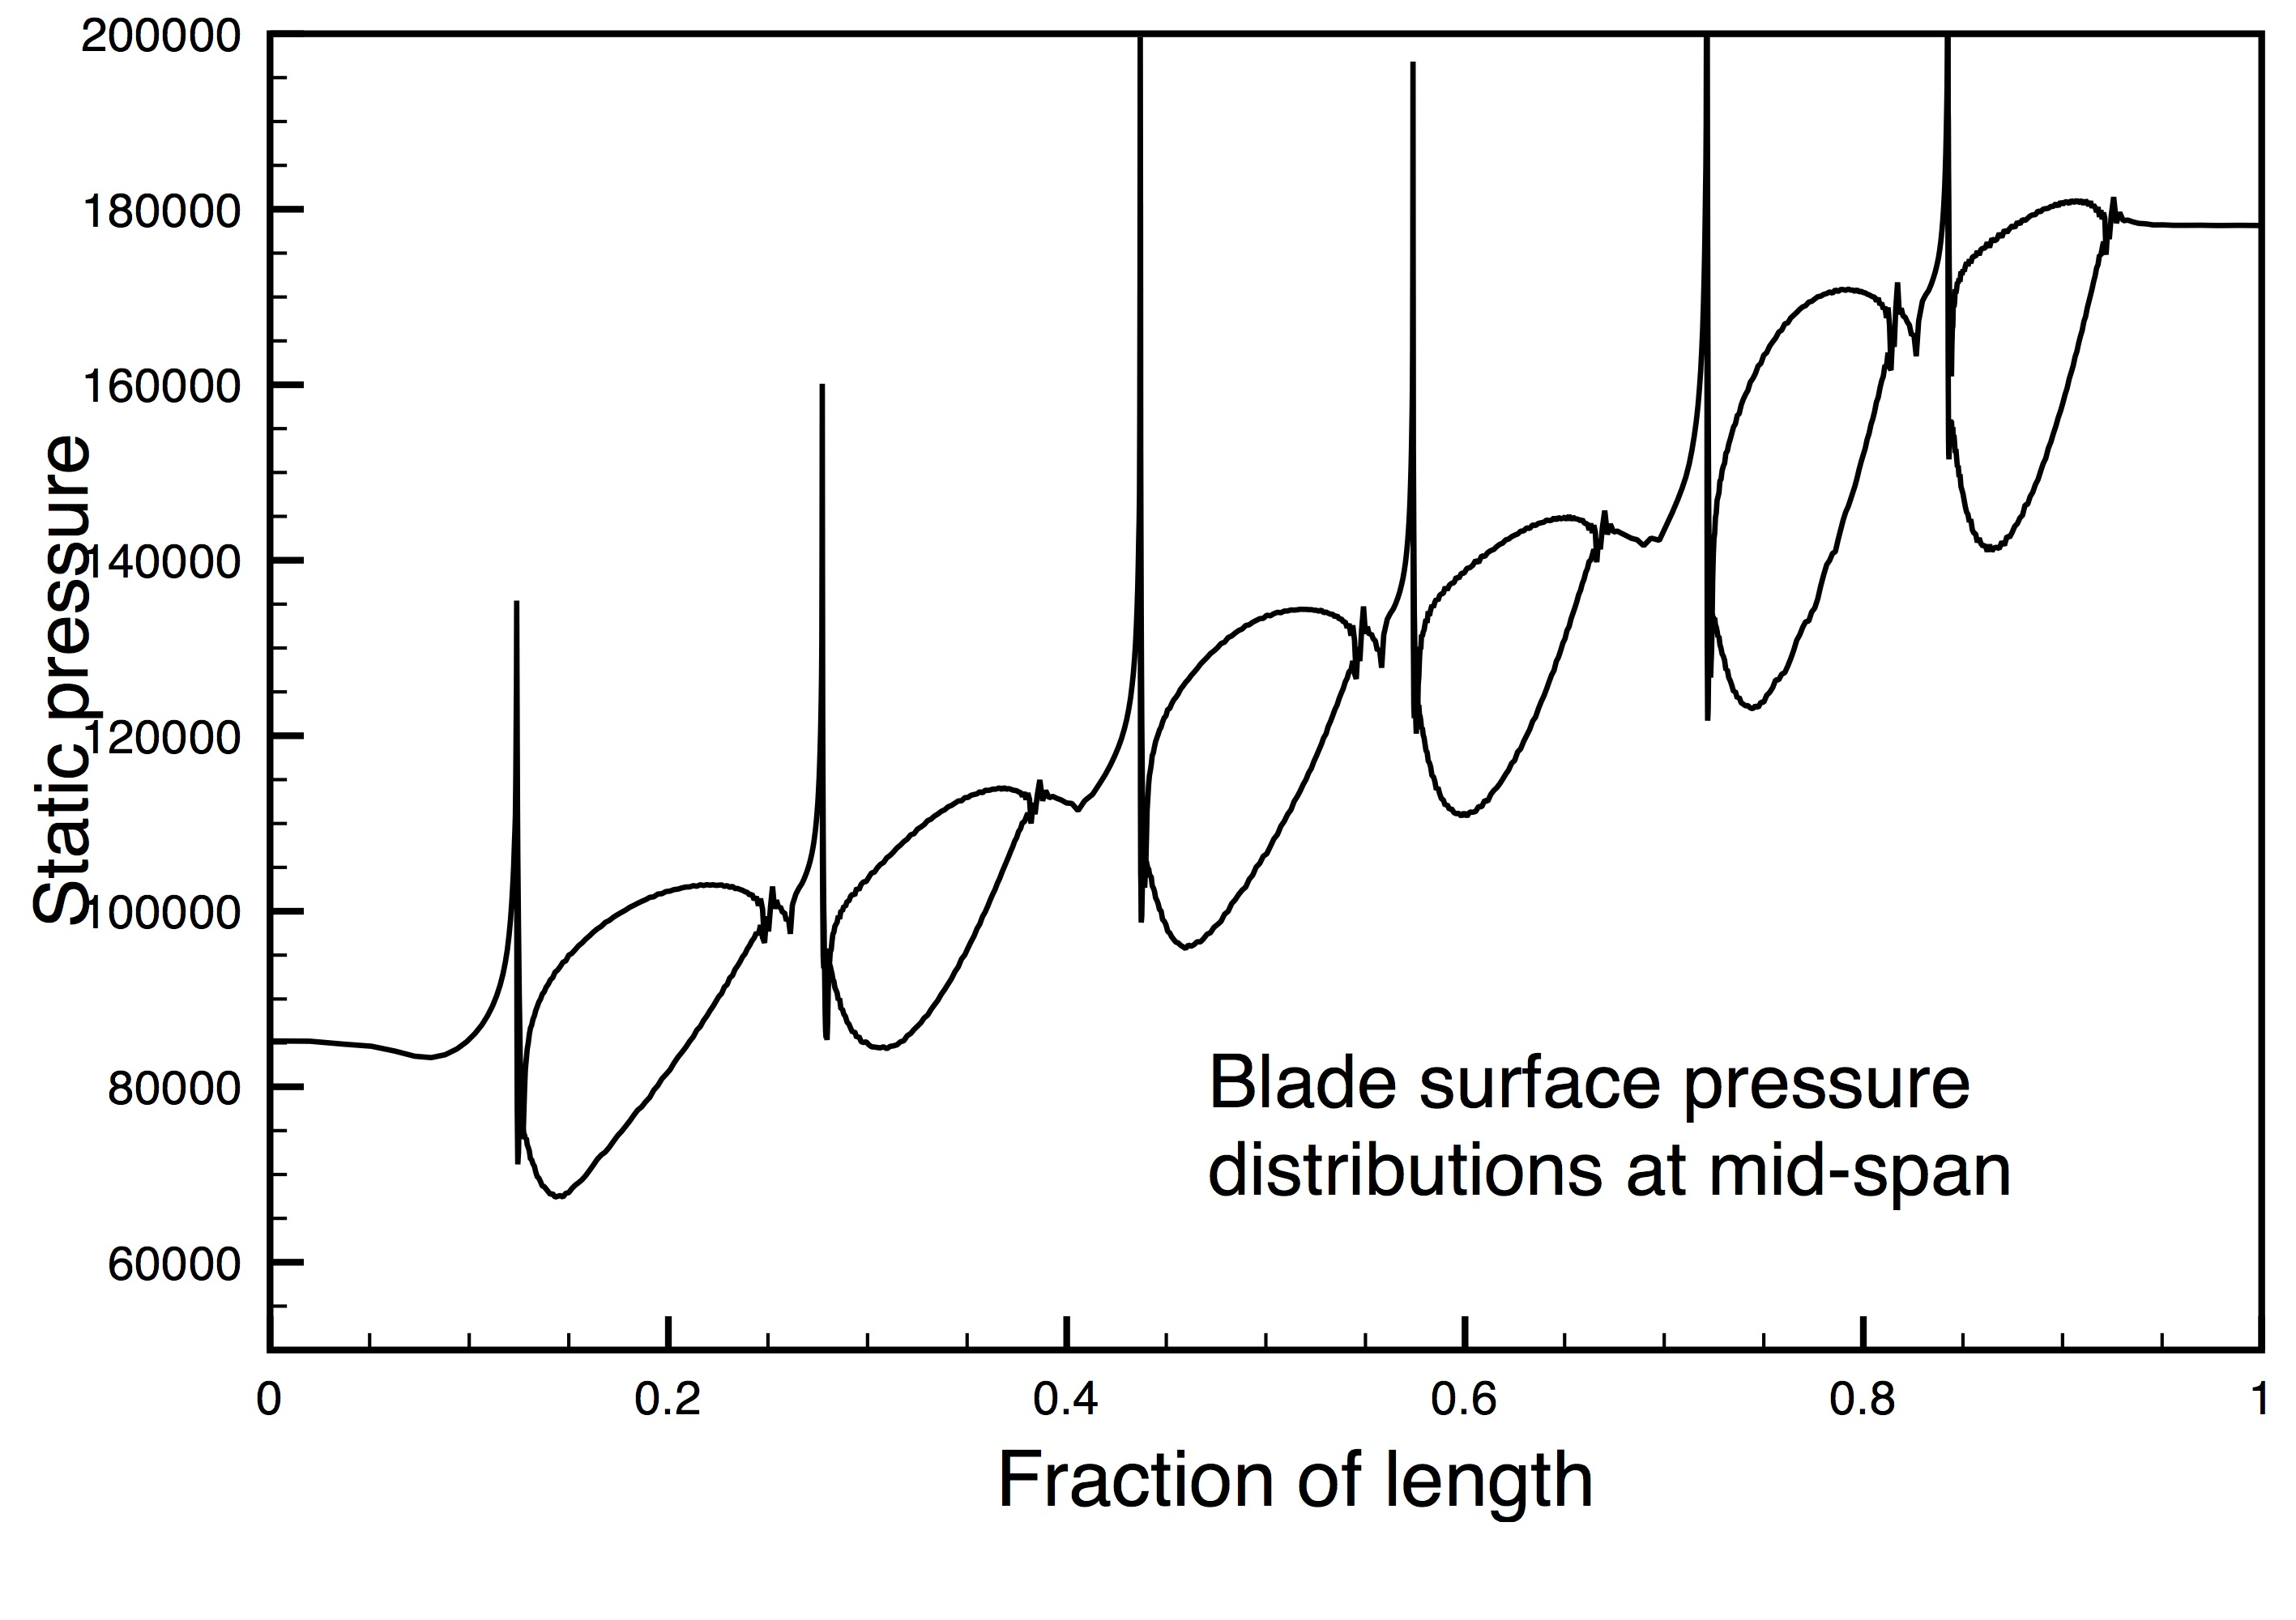 200000
180000
160000
140000
120000
100000
80000
60000
Static pressure
Blade surface pressure
distributions at mid-span
0 0.2 0.4 0.6 0.8 1
Fraction of length